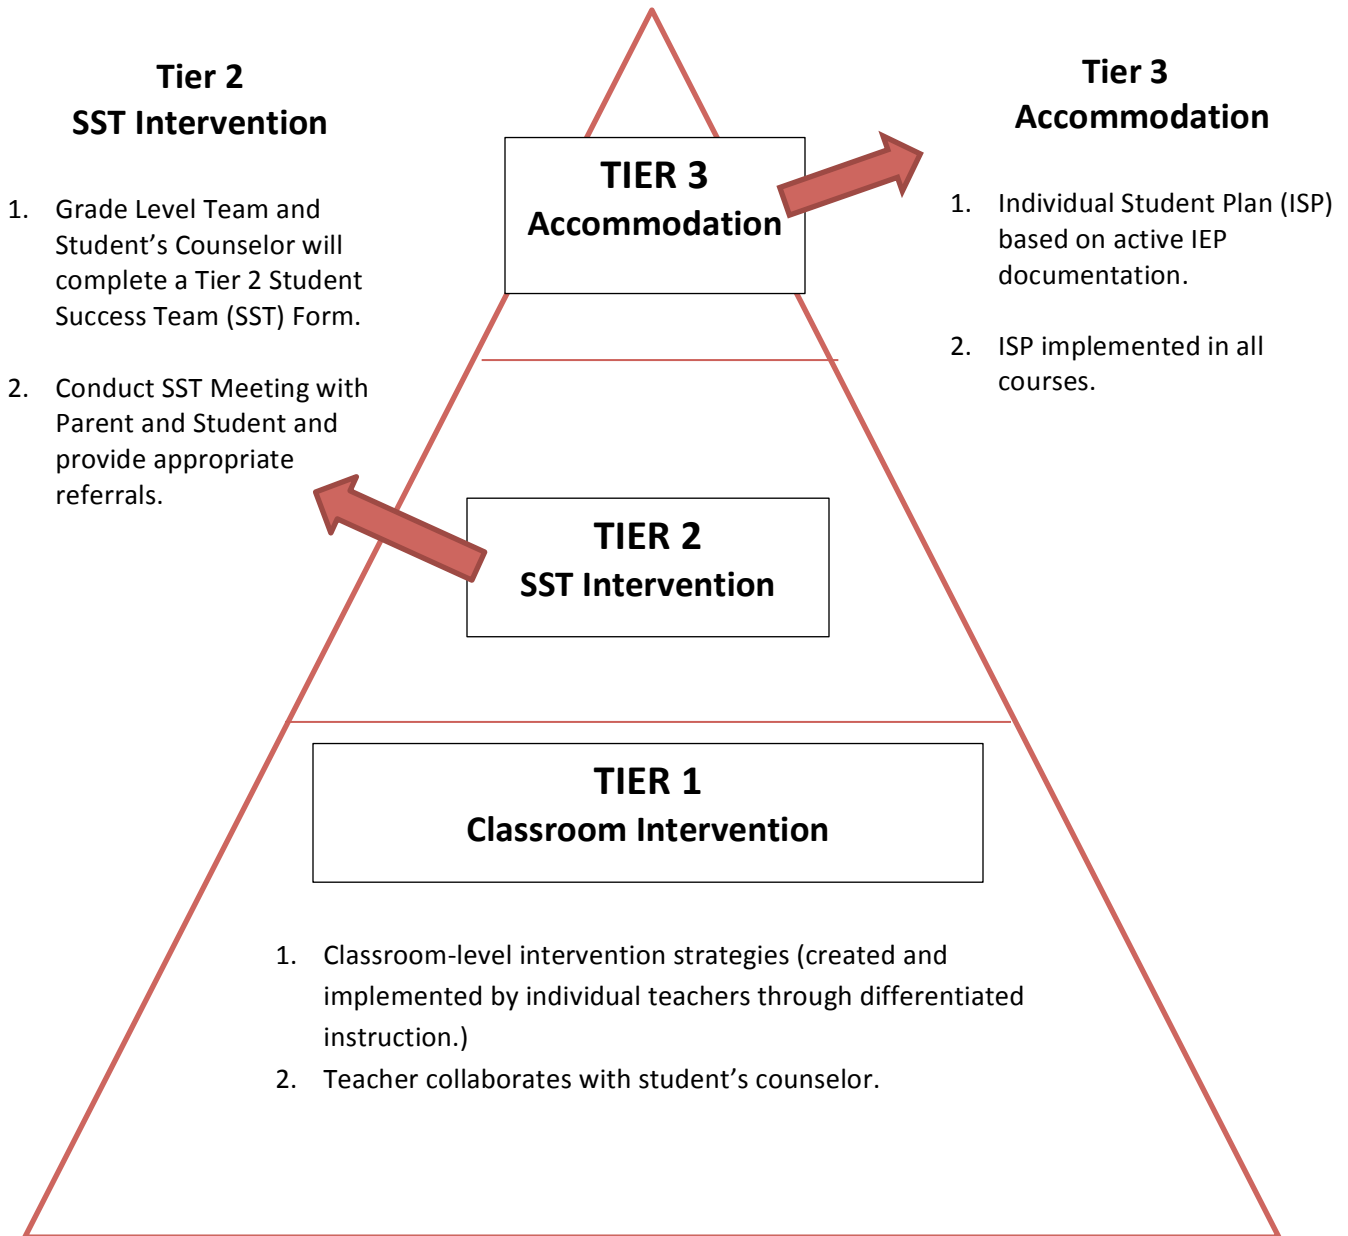 Tier 2
SST Intervention
1. Grade Level Team and
Student’s Counselor will
complete a Tier 2 Student
Success Team (SST) Form.
2. Conduct SST Meeting with
Parent and Student and
provide appropriate
referrals.
TIER 3
Accommodation
Tier 3
Accommodation
1. Individual Student Plan (ISP)
based on active IEP
documentation.
2. ISP implemented in all
courses.
TIER 2
SST Intervention
TIER 1
Classroom Intervention
1. Classroom-level intervention strategies (created and
implemented by individual teachers through differentiated
instruction.)
2. Teacher collaborates with student’s counselor.